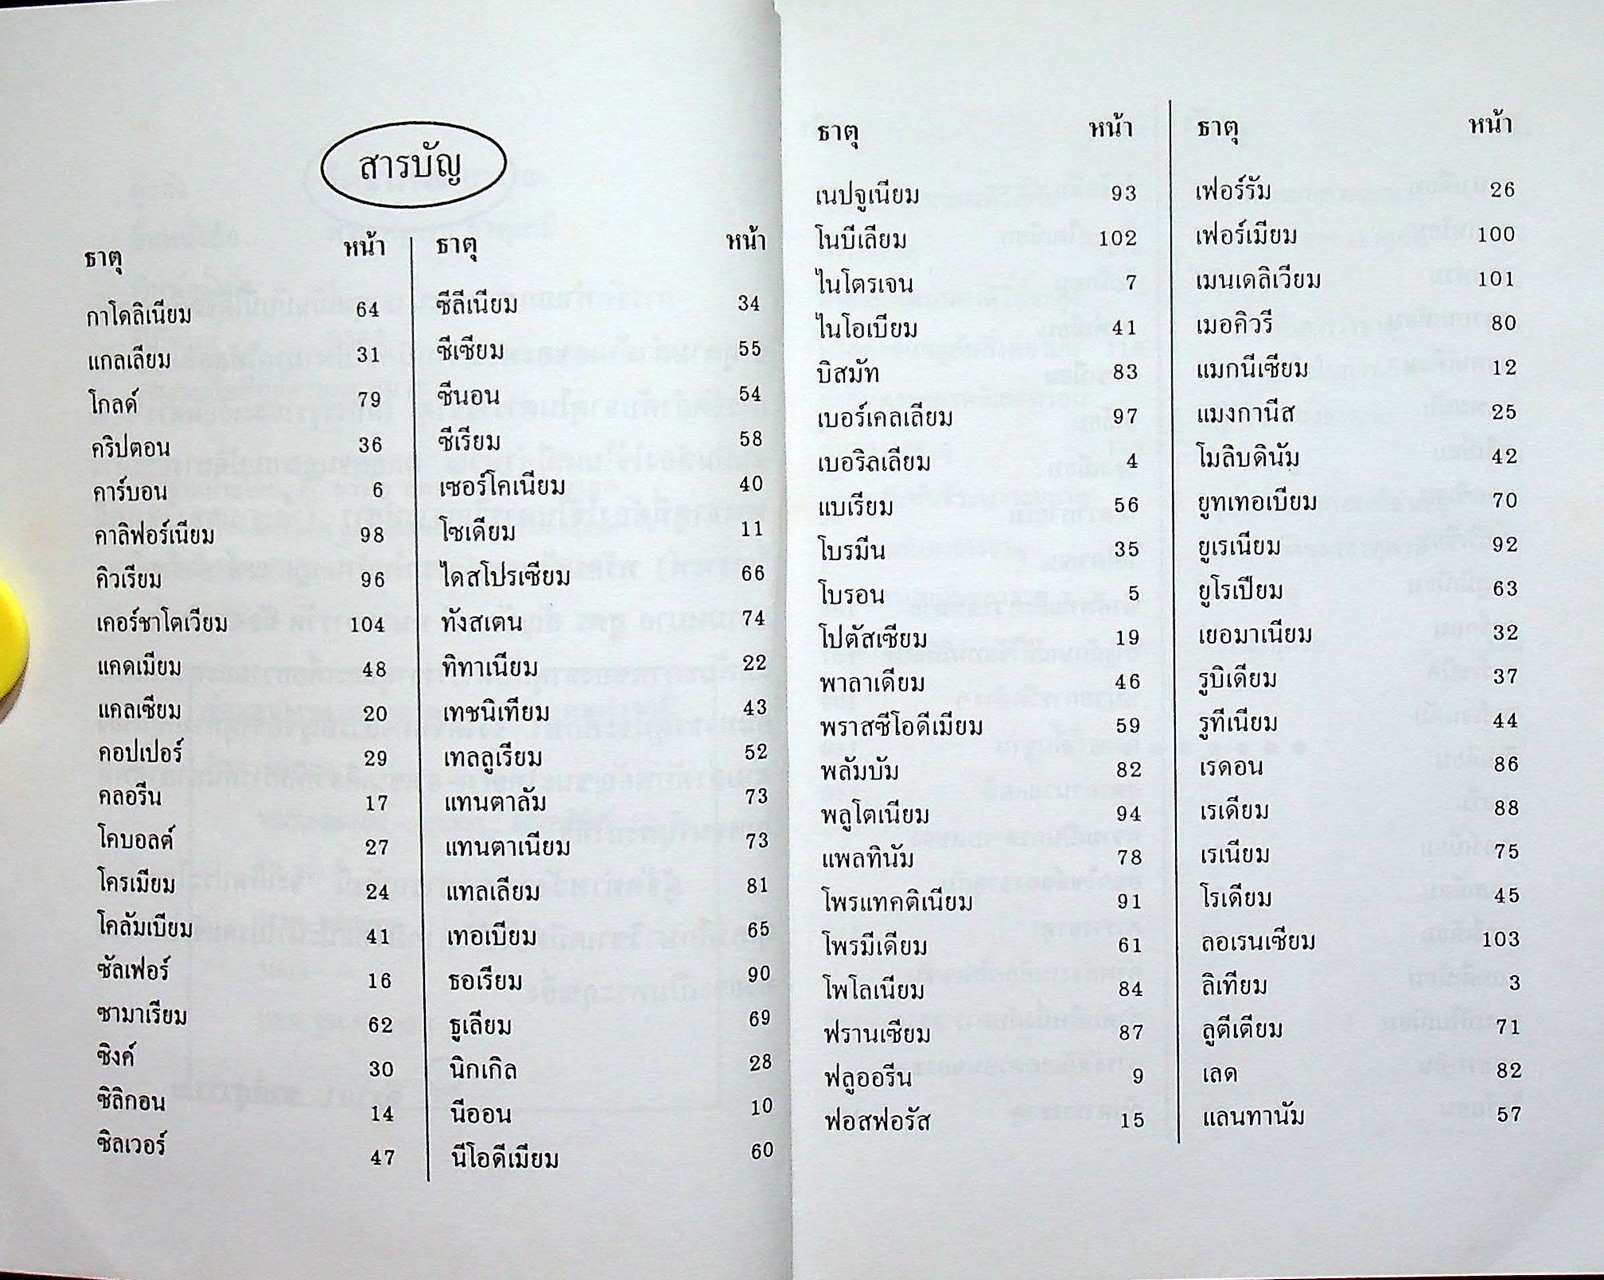 สารบัญ
ธาตุ หน้า
กาโดลิเนียม 64
แกลเลียม 31
โกลด์ 79
คริปตอน 36
คาร์บอน 6
คาลิฟอร์เนียม 98
คิวเรียม 96
เคอร์ชาโตเวียม 104
แคดเมียม 48
แคลเซียม 20
คอปเปอร์ 29
คลอรีน 17
โคบอลต์ 27
โครเมียม 24
โคลัมเบียม 41
ซัลเฟอร์ 16
ซามาเรียม 62
ซิงค์ 30
ซิลิกอน 14
ซิลเวอร์ 47
ธาตุ หน้า
ซีลีเนียม 34
ซีเซียม 55
ซีนอน 54
ซีเรียม 58
เซอร์โคเนียม 40
โซเดียม 11
ไดสโปรเซียม 66
ทังสเตน 74
ทิทาเนียม 22
เทชนิเทียม 43
เทลลูเรียม 52
แทนตาลัม 73
แทนตาเนียม 73
แทลเลียม 81
เทอเบียม 65
ธอเรียม 90
ธูเลียม 69
นิกเกิล 28
นีออน 10
นีโอดีเมียม 60
ธาตุ หน้า
เนปจูเนียม 93
โนบีเลียม 102
ไนโตรเจน 7
ไนโอเบียม 41
บิสมัท 83
เบอร์เคลเลียม 97
เบอริลเลียม 4
แบเรียม 56
โบรมีน 35
โบรอน 5
โปตัสเซียม 19
พาลาเดียม 46
พราสซีโอดีเมียม 59
พลัมบัม 82
พลูโตเนียม 94
แพลทินัม 78
โพรแทคติเนียม 91
โพรมีเดียม 61
โพโลเนียม 84
ฟรานเซียม 87
ฟลูออรีน 9
ฟอสฟอรัส 15
ธาตุ หน้า
เฟอร์รัม 26
เฟอร์เมียม 100
เมนเดลิเวียม 101
เมอคิวรี 80
แมกนีเซียม 12
แมงกานีส 25
โมลิบดินัม 42
ยูทเทอเบียม 70
ยูเรเนียม 92
ยูโรเปียม 63
เยอมาเนียม 32
รูบิเดียม 37
รูทีเนียม 44
เรดอน 86
เรเดียม 88
เรเนียม 75
โรเดียม 45
ลอเรนเซียม 103
ลิเทียม 3
ลูตีเตียม 71
เลด 82
แลนทานัม 57